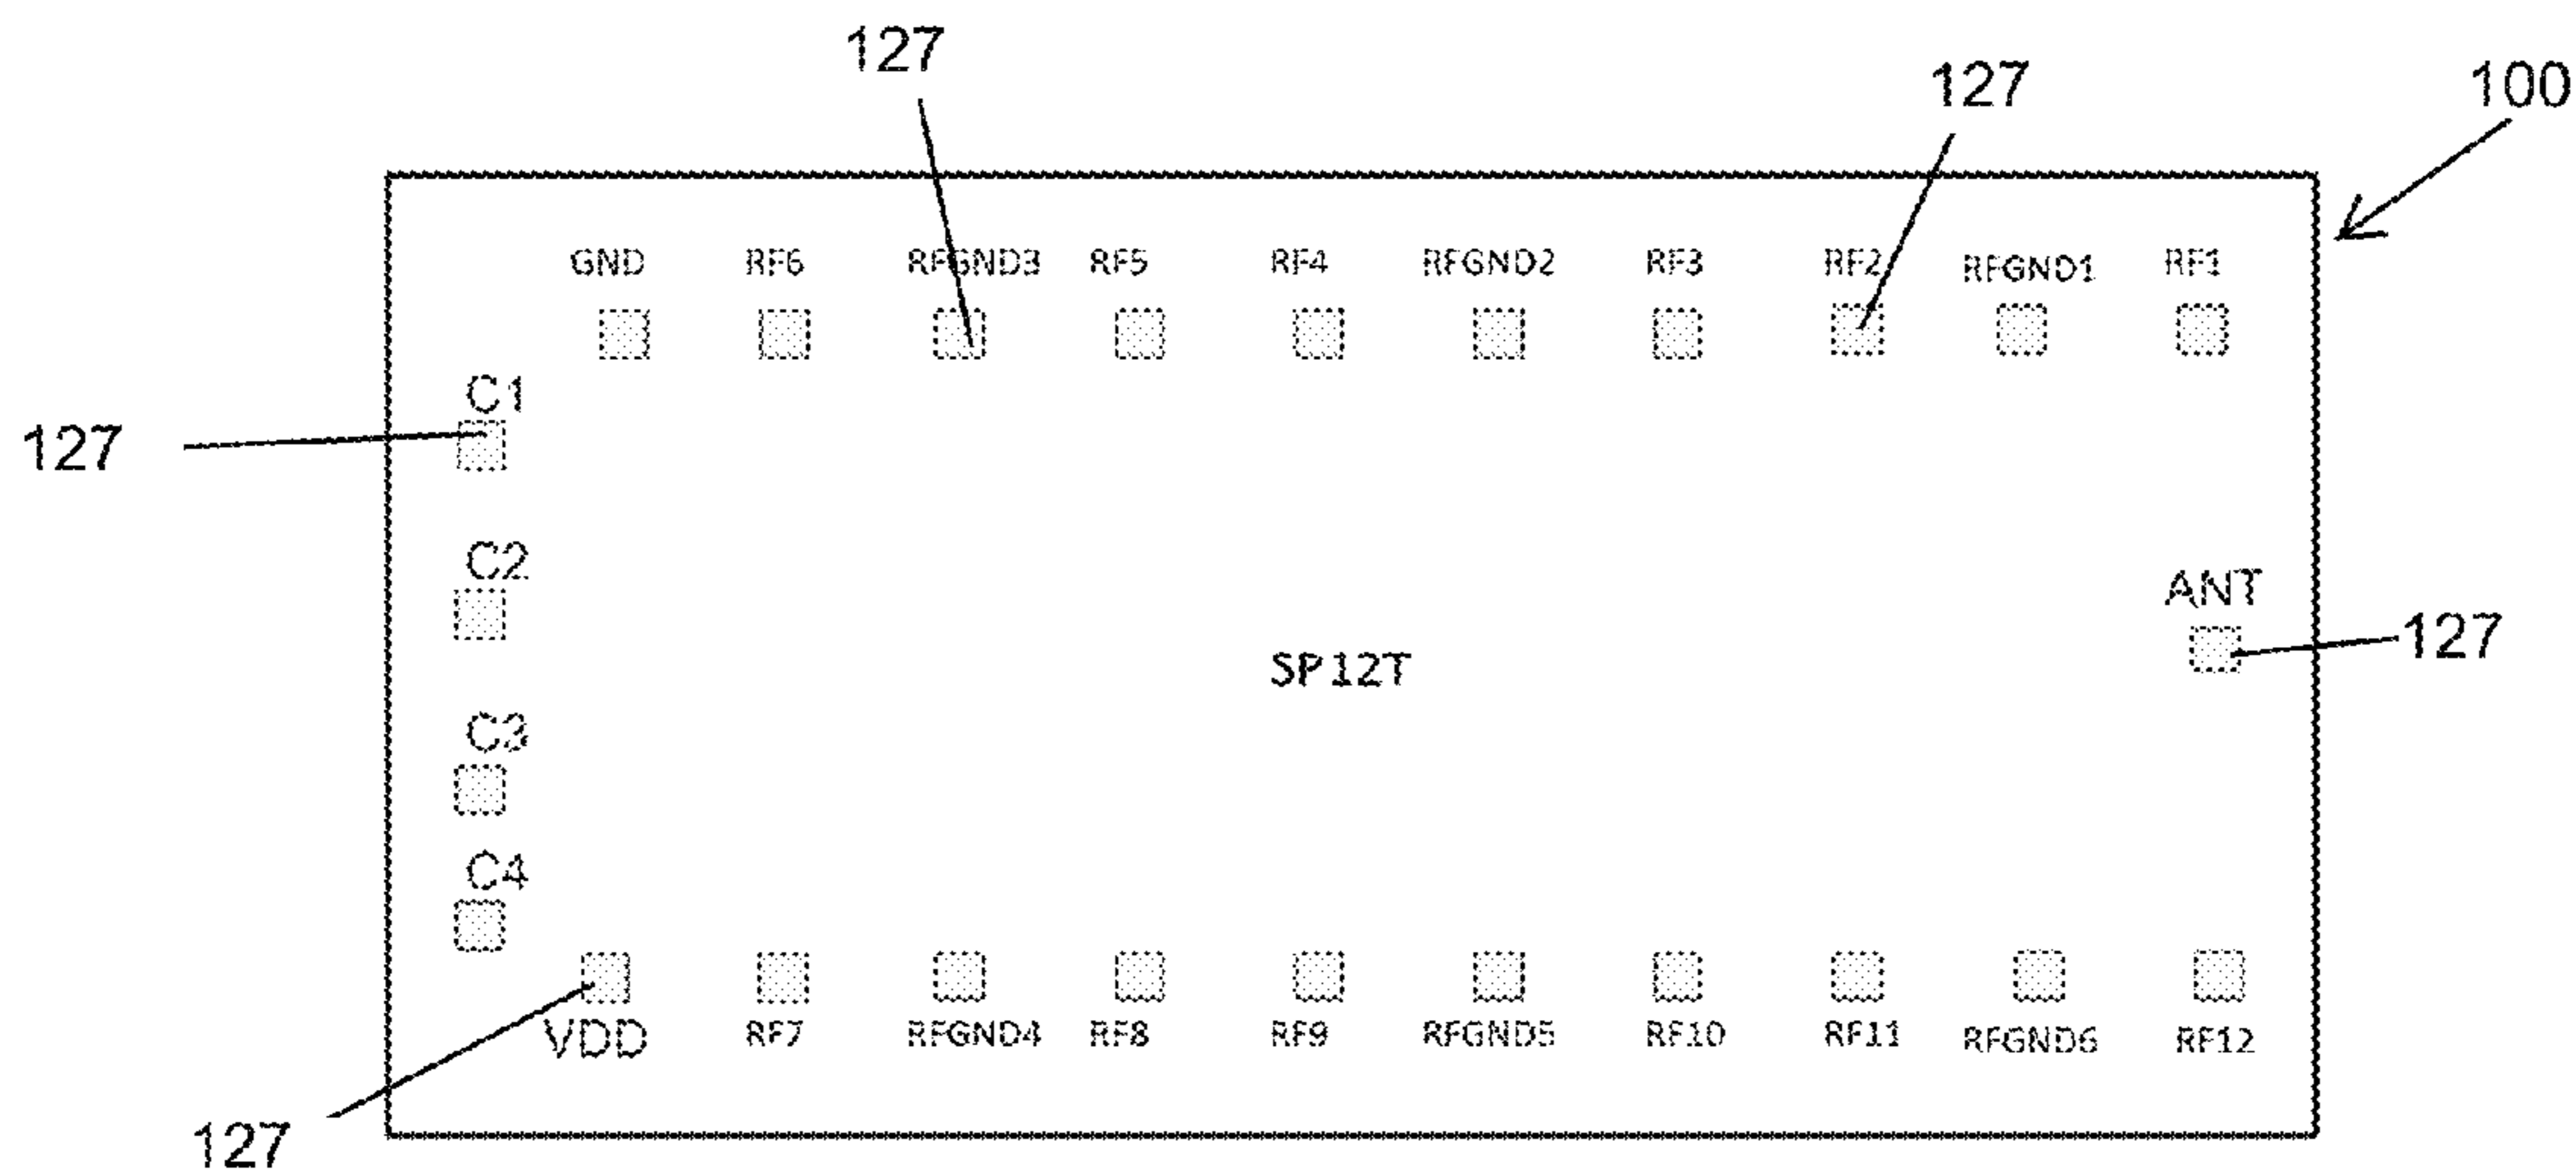 127
127
100
GND RF6 RFGND3 RF5 RF4 RFGND2 RF3 RF2 RFGND1 RF1
C1
127
C2
ANT
127
SP12T
C3
C4
VDD RF7 RFGND4 RF8 RF9 RFGND5 RF10 RF11 RFGND6 RF12
127